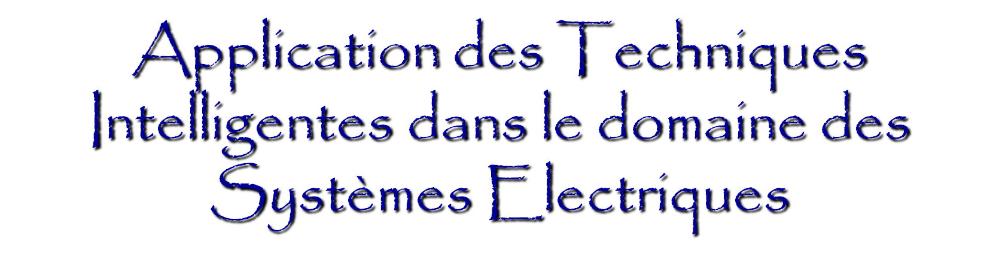 Application des Techniques
Intelligentes dans le domaine des
Systèmes Electriques